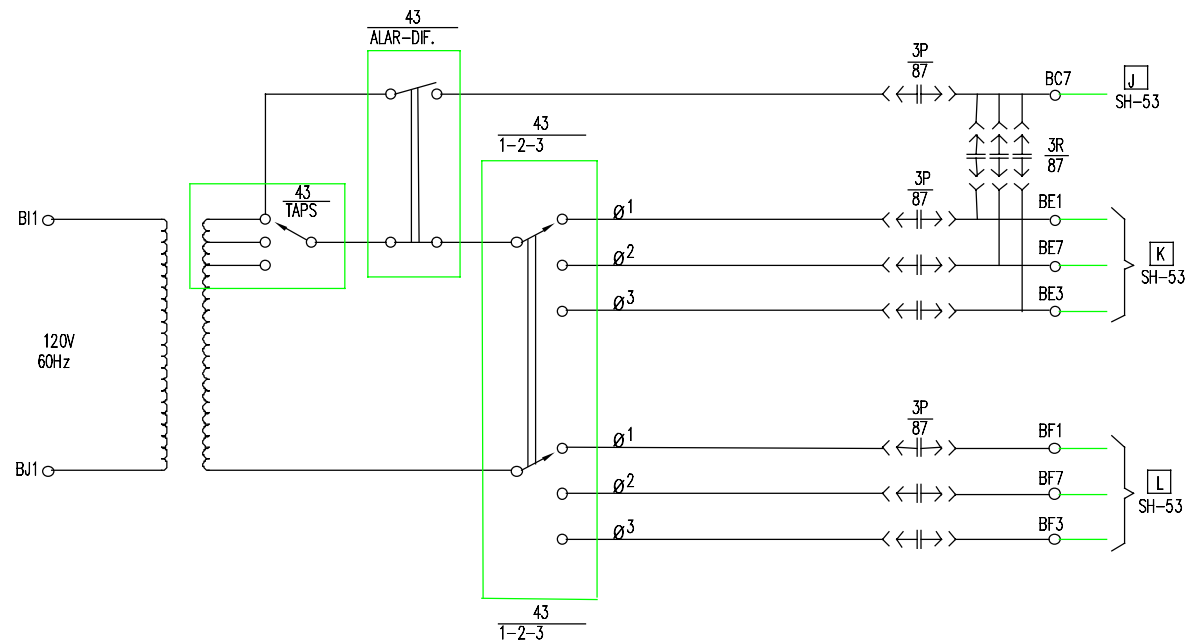 43
ALAR-DIF.
3P
87
BC7
J
SH-53
43
1-2-3
3R
87
43
TAPS
3P
87
BI1
Ø1
BE1
Ø2
BE7
K
SH-53
Ø3
BE3
120V
60Hz
3P
87
BJ1
Ø1
BF1
Ø2
BF7
L
SH-53
Ø3
BF3
43
1-2-3